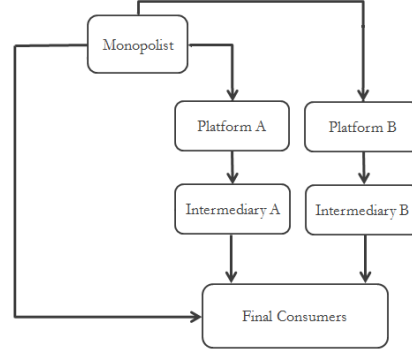 Monopolist
Platform A
Platform B
Intermediary A
Intermediary B
Final Consumers